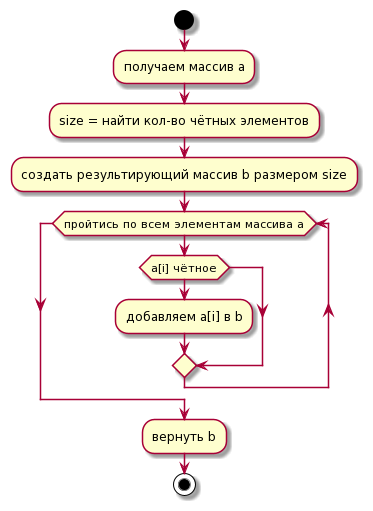 получаем массив a
size = найти кол-во чётных элементов
создать результирующий массив b размером size
пройтись по всем элементам массива a
a[i] чётное
добавляем a[i] в b
вернуть b